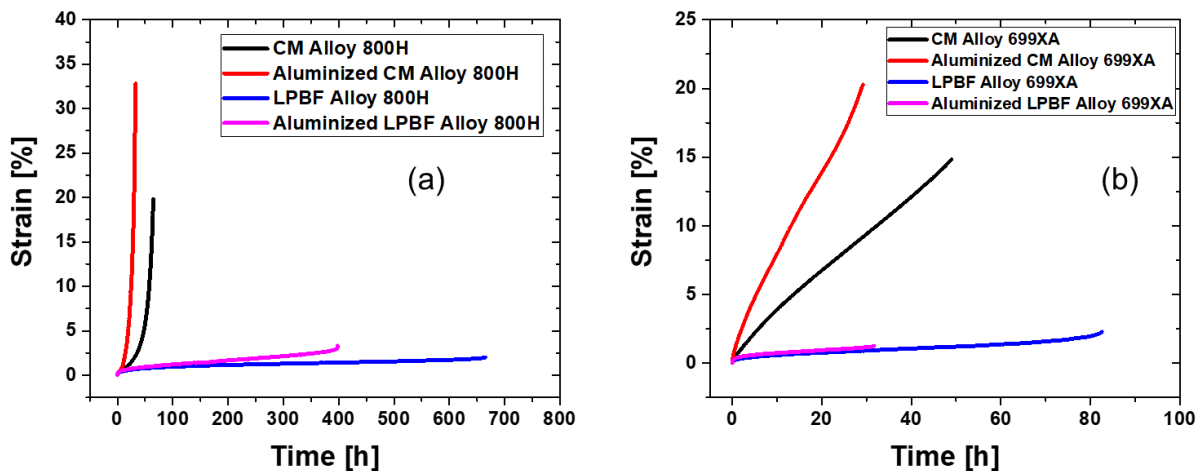 40
35
30
25
20
15
10
5
0
Strain [%]
CM Alloy 800H
Aluminized CM Alloy 800H
LPBF Alloy 800H
Aluminized LPBF Alloy 800H
(a)
0 100 200 300 400 500 600 700 800
Time [h]
25
20
15
10
5
0
Strain [%]
CM Alloy 699XA
Aluminized CM Alloy 699XA
LPBF Alloy 699XA
Aluminized LPBF Alloy 699XA
(b)
0 20 40 60 80 100
Time [h]